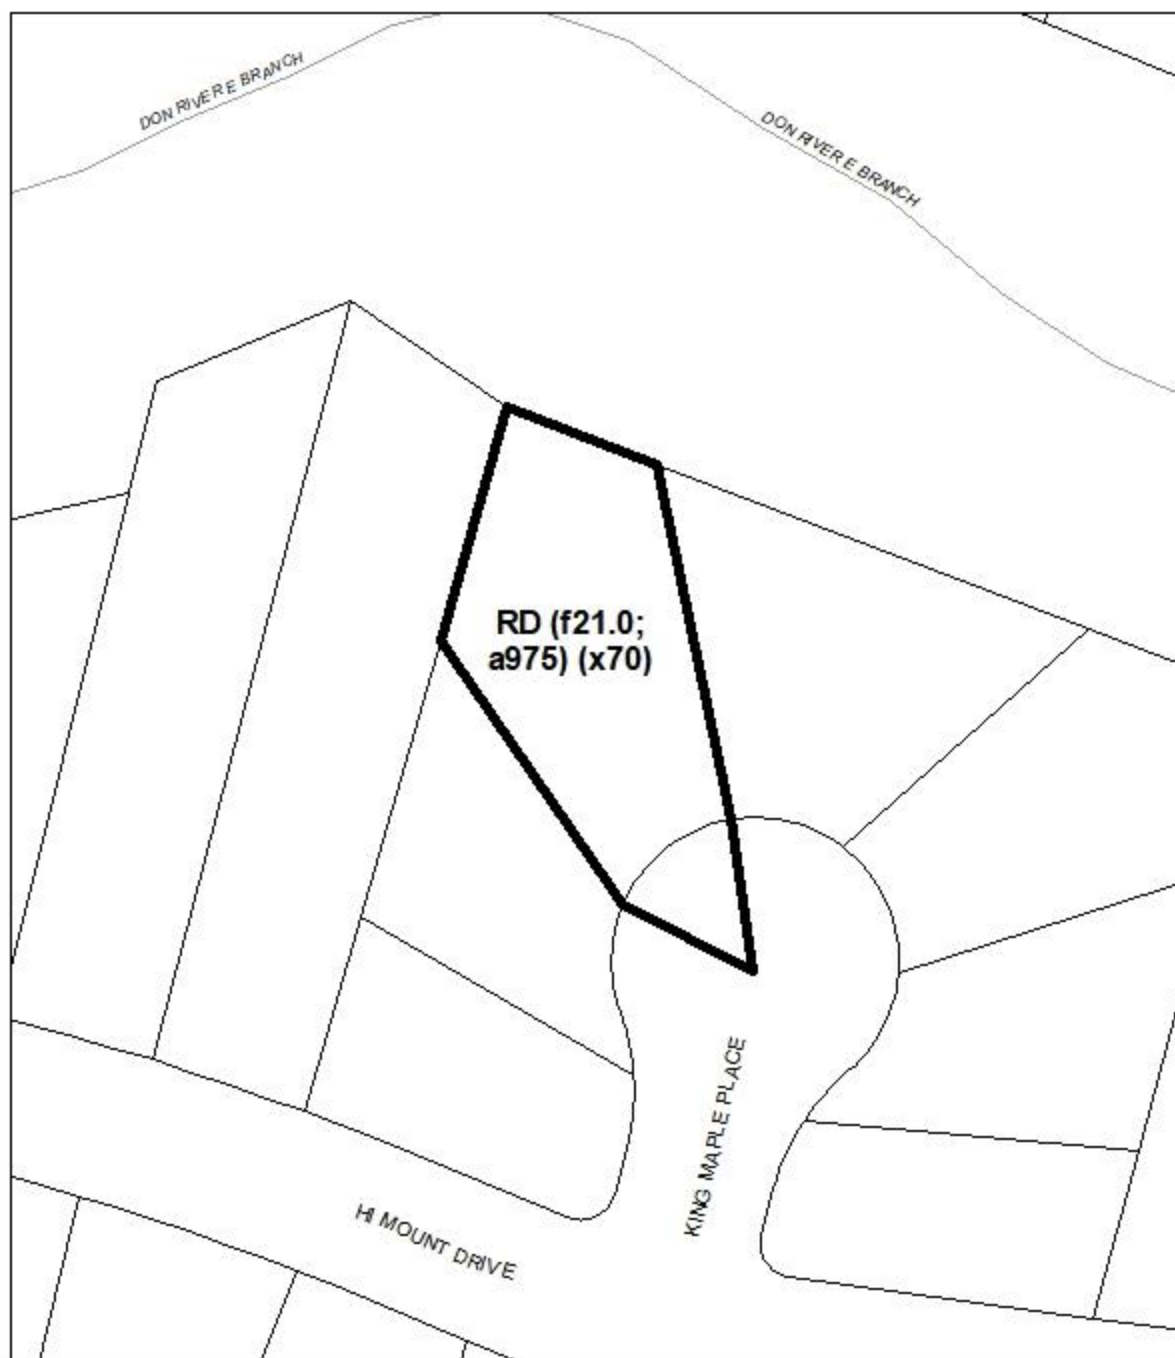 DON RIVER E BRANCH
DON RIVER E BRANCH
RD (f21.0;
a975) (x70)
KING MAPLE PLACE
HI MOUNT DRIVE